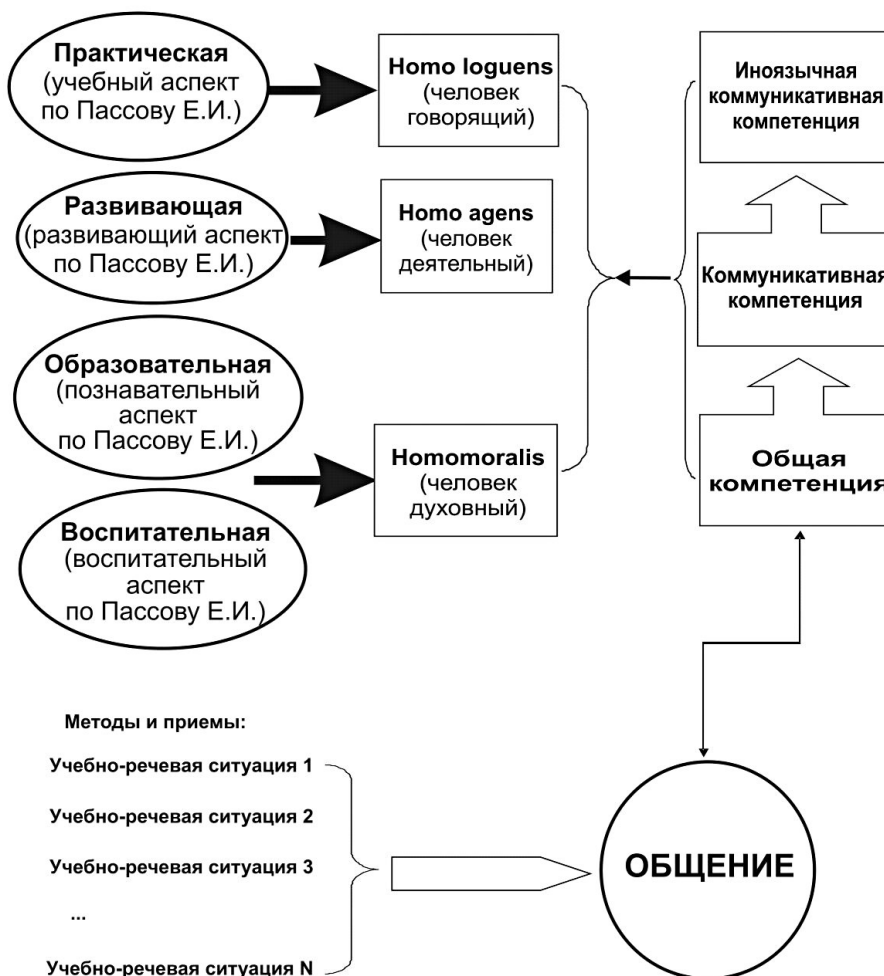 Практическая
(учебный аспект
по Пассову Е.И.)
Homo loguens
(человек
говорящий)
Иноязычная
коммуникативная
компетенция
Развивающая
(развивающий аспект
по Пассову Е.И.)
Homo agens
(человек
деятельный)
Коммуникативная
компетенция
Образовательная
(познавательный
аспект
по Пассову Е.И.)
Homomoralis
(человек
духовный)
Общая
компетенция
Воспитательная
(воспитательный
аспект
по Пассову Е.И.)
Методы и приемы:
Учебно-речевая ситуация 1
Учебно-речевая ситуация 2
Учебно-речевая ситуация 3
...
Учебно-речевая ситуация N
ОБЩЕНИЕ